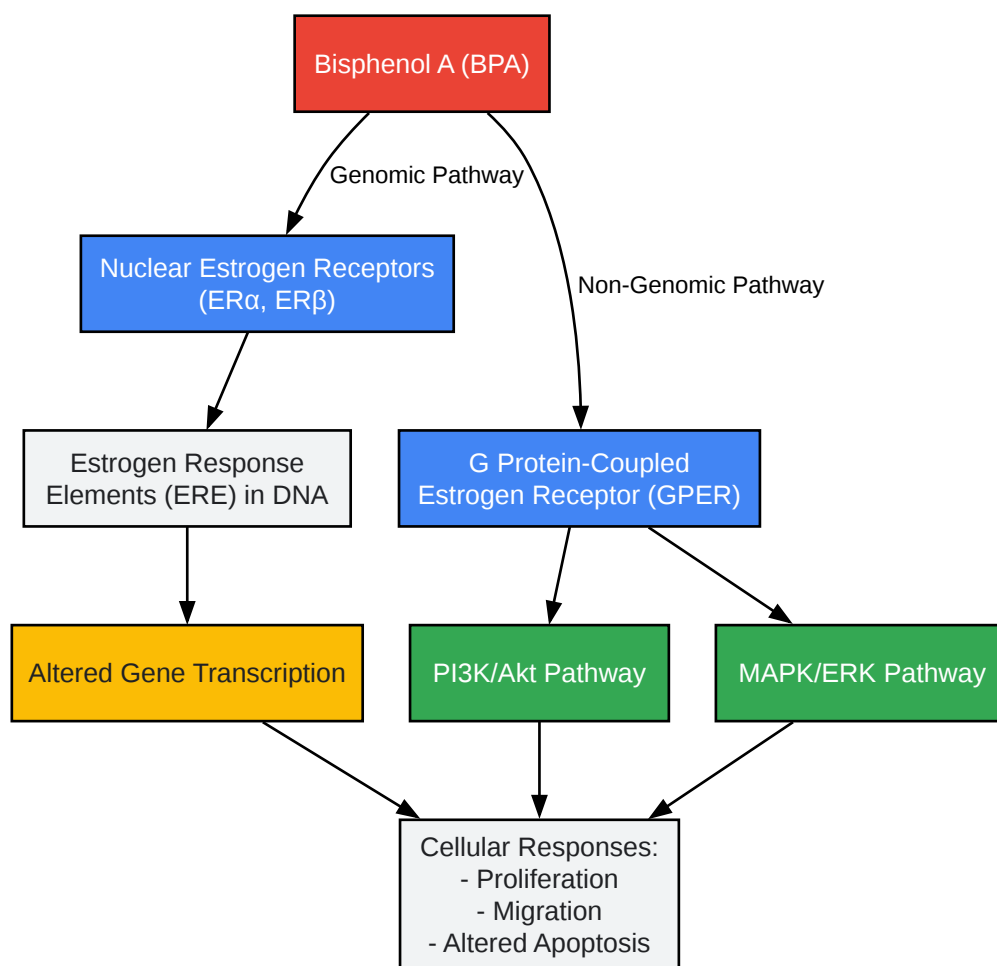 Bisphenol A (BPA)
Genomic Pathway
Nuclear Estrogen Receptors
(ERα, ERβ)
Non-Genomic Pathway
Estrogen Response
Elements (ERE) in DNA
G Protein-Coupled
Estrogen Receptor (GPER)
Altered Gene Transcription
PI3K/Akt Pathway
MAPK/ERK Pathway
Cellular Responses:
- Proliferation
- Migration
- Altered Apoptosis